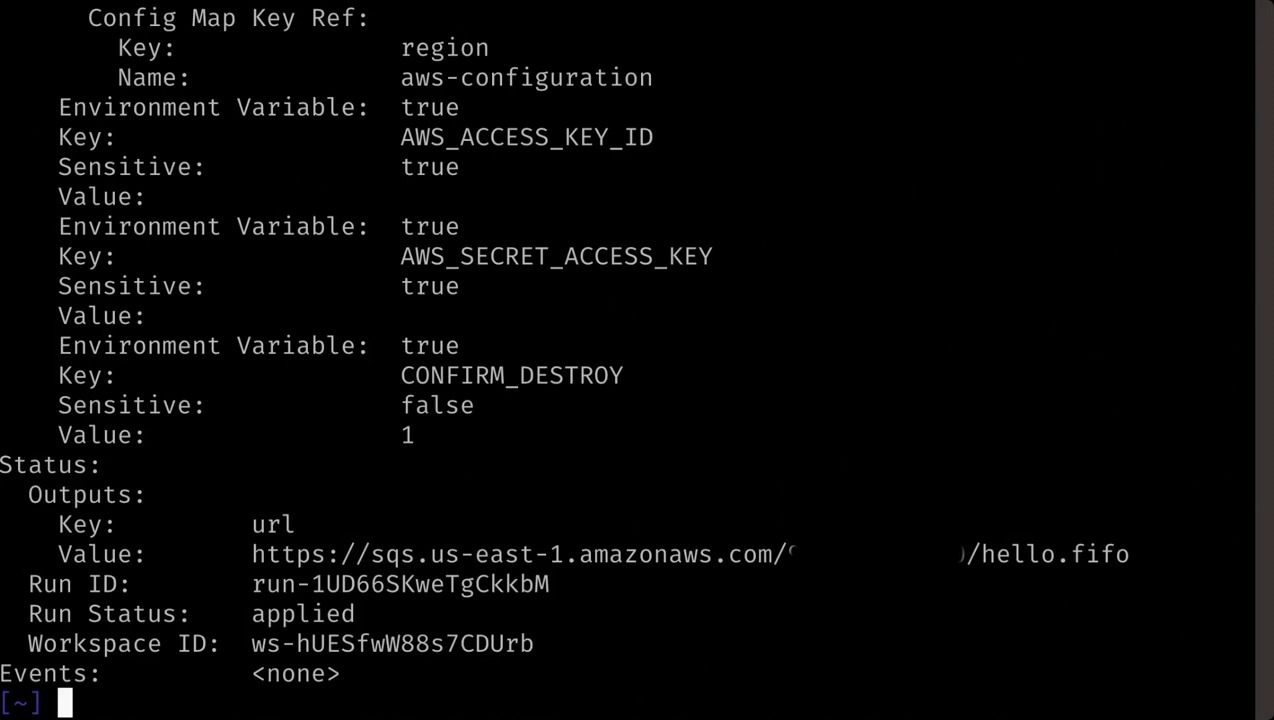 Config Map Key Ref:
Key: region
Name: aws-configuration
Environment Variable: true
Key: AWS_ACCESS_KEY_ID
Sensitive: true
Value:
Environment Variable: true
Key: AWS_SECRET_ACCESS_KEY
Sensitive: true
Value:
Environment Variable: true
Key: CONFIRM_DESTROY
Sensitive: false
Value: 1
Status:
Outputs:
Key: url
Value: https://sqs.us-east-1.amazonaws.com/ /hello.fifo
Run ID: run-1UD66SKweTgCkkbM
Run Status: applied
Workspace ID: ws-hUESfwW88s7CDUrb
Events: <none>
[~]